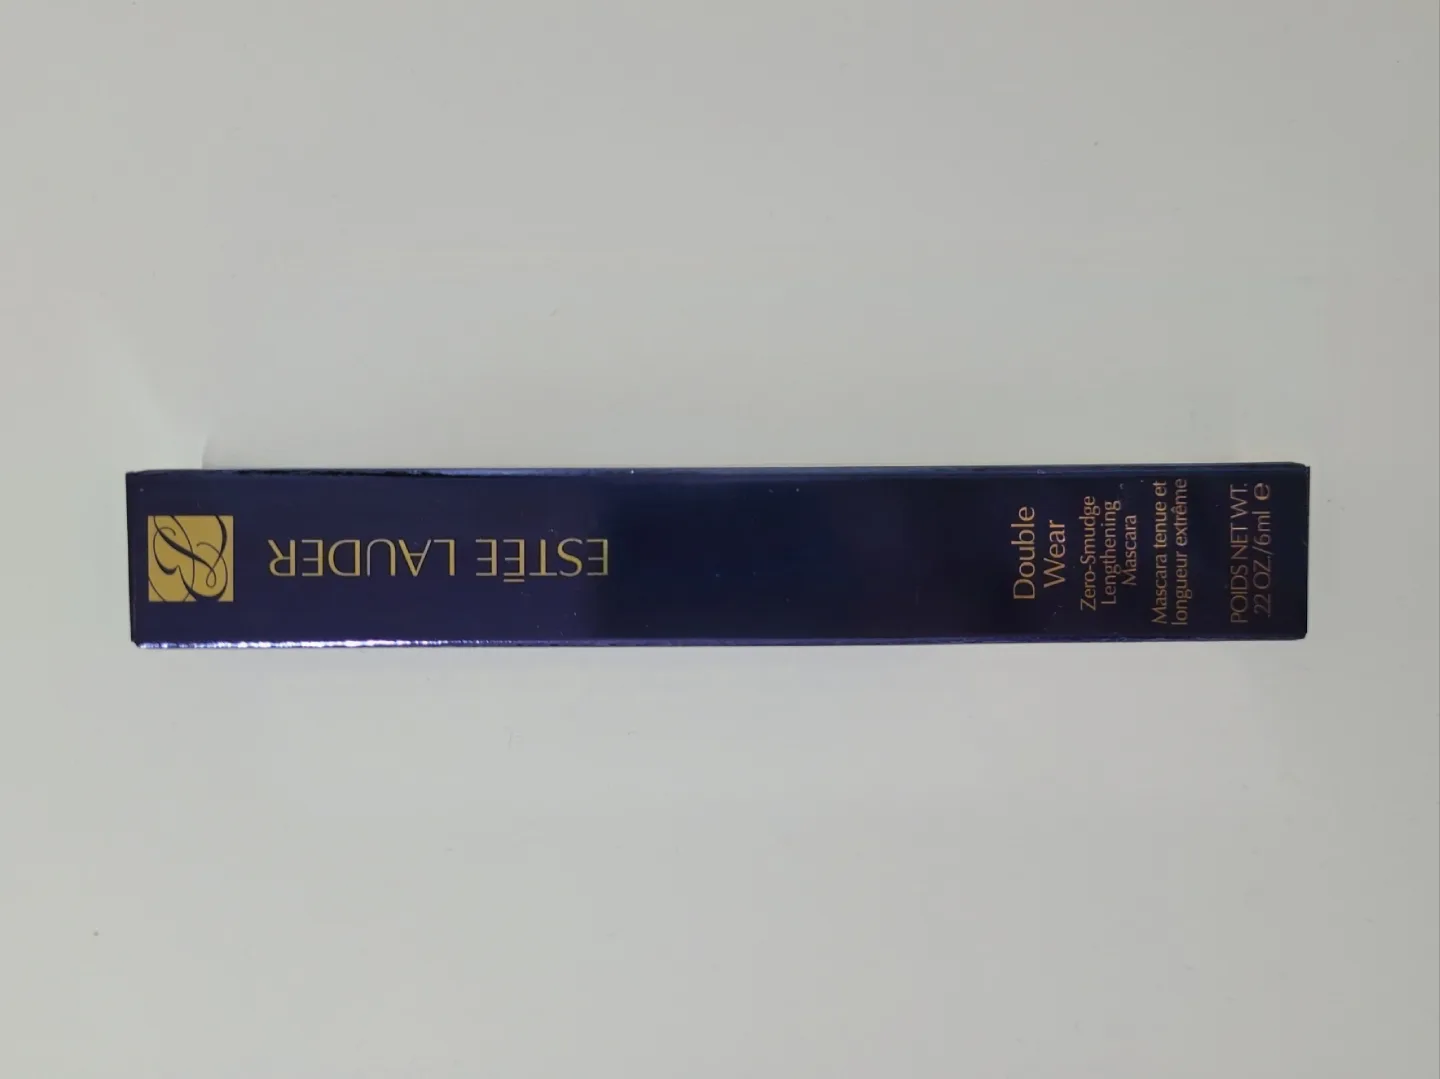 ESTĒE LAUDER
Double
Wear
Zero-Smudge
Lengthening
Mascara
Mascara tenue et
longueur extrême
POIDS NET WT.
.22 OZ./6ml ℮